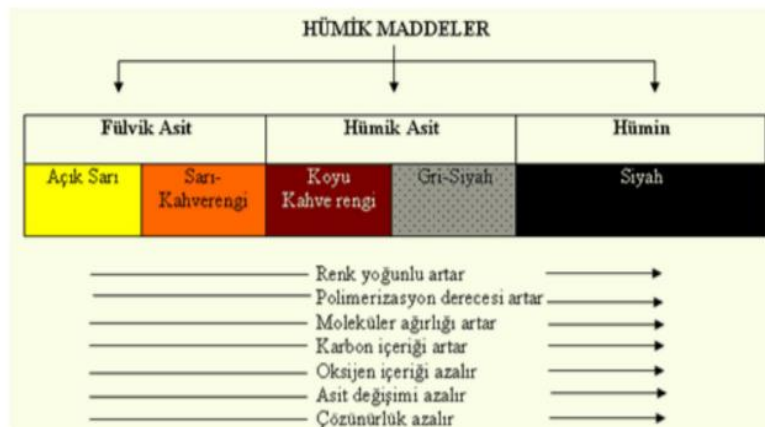 HÜMİK MADDELER
Fülvik Asit Hümik Asit Hümin
Açık Sarı Sarı- Koyu Gri-Siyah Siyah
Kahverengi Kahve rengi
Renk yoğunlu artar
Polimerizasyon derecesi artar
Moleküler ağırlığı artar
Karbon içeriği artar
Oksijen içeriği azalır
Asit değişimi azalır
Çözünürlük azalır